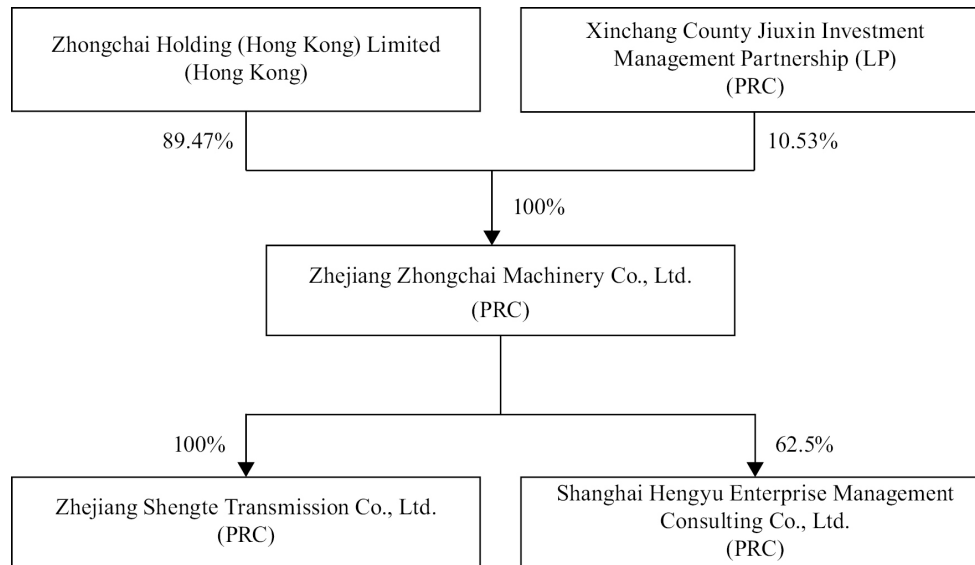 Zhongchai Holding (Hong Kong) Limited
(Hong Kong)
Xinchang County Jiuxin Investment
Management Partnership (LP)
(PRC)
89.47%
10.53%
100%
Zhejiang Zhongchai Machinery Co., Ltd.
(PRC)
100%
62.5%
Zhejiang Shengte Transmission Co., Ltd.
(PRC)
Shanghai Hengyu Enterprise Management
Consulting Co., Ltd.
(PRC)